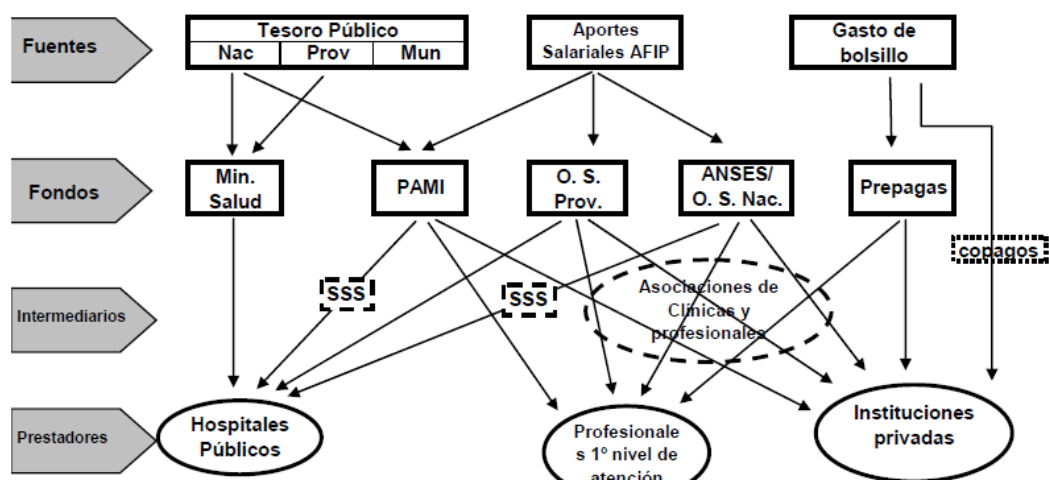 Fuentes
Tesoro Público
Nac Prov Mun
Aportes
Salariales AFIP
Gasto de
bolsillo
Fondos
Min.
Salud
PAMI
O. S.
Prov.
ANSES/
O. S. Nac.
Prepagas
copagos
Intermediarios
SSS
SSS
Asociaciones de
Clínicas y
profesionales
Prestadores
Hospitales
Públicos
Profesionale
s 1º nivel de
atención
Instituciones
privadas